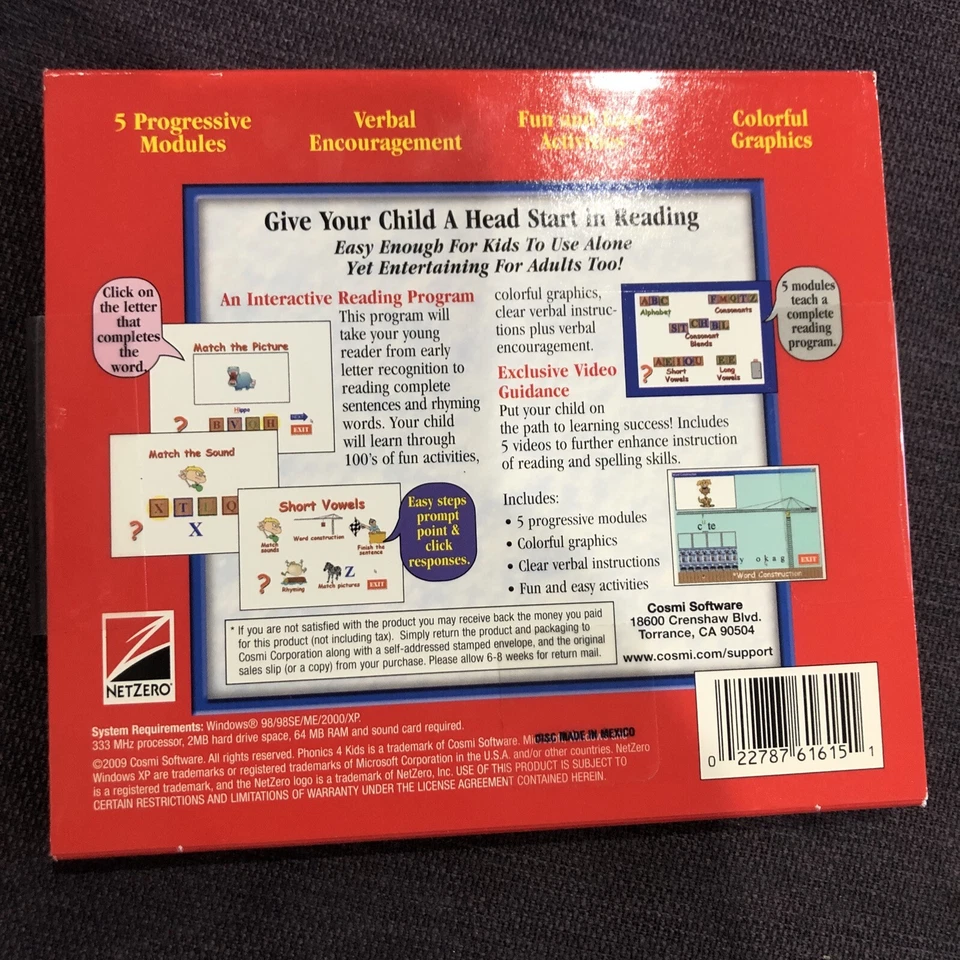 5 Progressive
Modules
Verbal
Encouragement
Fun and Easy
Activities
Colorful
Graphics
Give Your Child A Head Start in Reading
Easy Enough For Kids To Use Alone
Yet Entertaining For Adults Too!
Click on
the letter
that
completes
the
word.
An Interactive Reading Program
This program will
take your young
reader from early
letter recognition to
reading complete
sentences and rhyming
words. Your child
will learn through
100's of fun activities,
colorful graphics,
clear verbal instruc-
tions plus verbal
encouragement.
Exclusive Video
Guidance
Put your child on
the path to learning success! Includes
5 videos to further enhance instruction
of reading and spelling skills.
Includes:
• 5 progressive modules
• Colorful graphics
• Clear verbal instructions
• Fun and easy activities
5 modules
teach a
complete
reading
program.
A B C
Alphabet
F M Q T Z
Consonants
ST CH BL
Consonant
Blends
A E I O U
Short
Vowels
EE
Long
Vowels
?
Match the Picture
Hippo
?
B V O H
EXIT
Match the Sound
X T L Q
?
X
Short Vowels
Match
sounds
Word construction
Finish the
sentence
?
Rhyming
Match pictures
Z
EXIT
Easy steps
prompt
point &
click
responses.
c te
y o k a g
EXIT
Word Construction
* If you are not satisfied with the product you may receive back the money you paid
for this product (not including tax). Simply return the product and packaging to
Cosmi Corporation along with a self-addressed stamped envelope, and the original
sales slip (or a copy) from your purchase. Please allow 6-8 weeks for return mail.
Cosmi Software
18600 Crenshaw Blvd.
Torrance, CA 90504
www.cosmi.com/support
NETZERO®
System Requirements: Windows® 98/98SE/ME/2000/XP.
333 MHz processor, 2MB hard drive space, 64 MB RAM and sound card required.
©2009 Cosmi Software. All rights reserved. Phonics 4 Kids is a trademark of Cosmi Software.
DISC MADE IN MEXICO
Windows XP are trademarks or registered trademarks of Microsoft Corporation in the U.S.A. and/or other countries. NetZero
is a registered trademark, and the NetZero logo is a trademark of NetZero, Inc. USE OF THIS PRODUCT IS SUBJECT TO
CERTAIN RESTRICTIONS AND LIMITATIONS OF WARRANTY UNDER THE LICENSE AGREEMENT CONTAINED HEREIN.
0 22787 61615 1